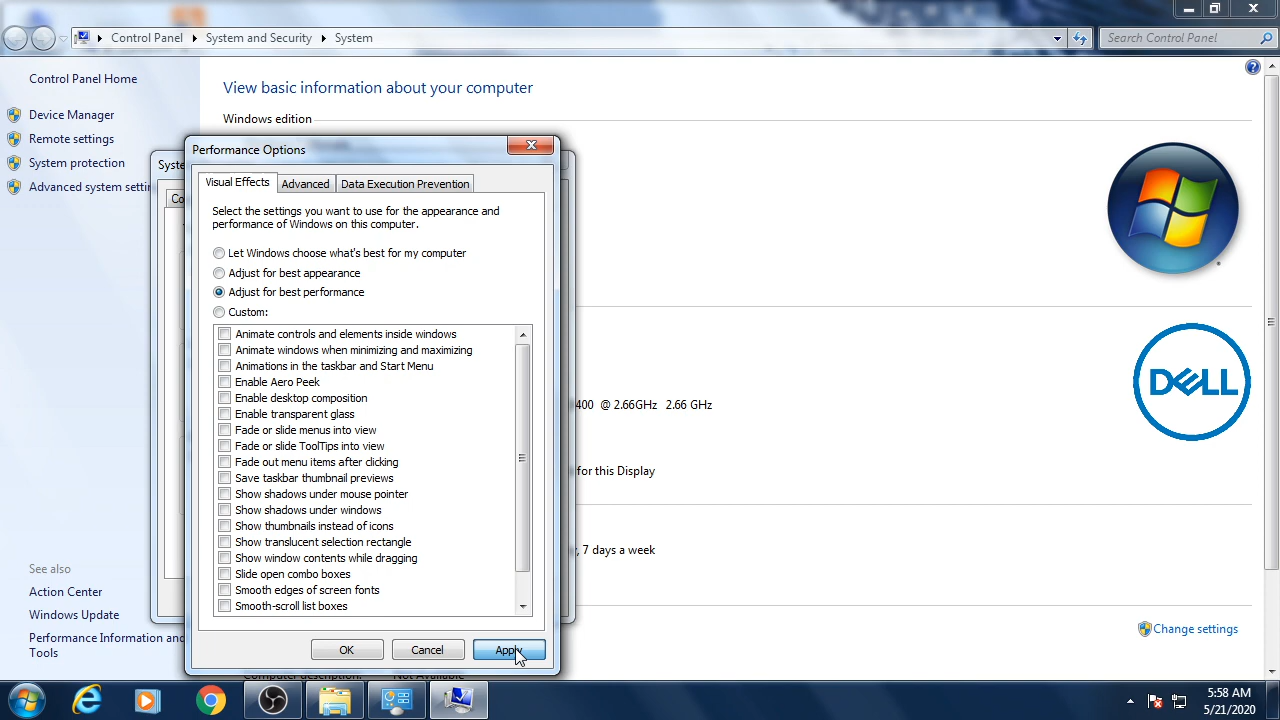 Control Panel
System and Security
System
Search Control Panel
Control Panel Home
Device Manager
Remote settings
System protection
Advanced system settin
See also
Action Center
Windows Update
Performance Information and
Tools
View basic information about your computer
Windows edition
400 @ 2.66GHz 2.66 GHz
for this Display
, 7 days a week
Change settings
DELL
Syste
Co
Performance Options
Visual Effects
Advanced
Data Execution Prevention
Select the settings you want to use for the appearance and
performance of Windows on this computer.
Let Windows choose what's best for my computer
Adjust for best appearance
Adjust for best performance
Custom:
Animate controls and elements inside windows
Animate windows when minimizing and maximizing
Animations in the taskbar and Start Menu
Enable Aero Peek
Enable desktop composition
Enable transparent glass
Fade or slide menus into view
Fade or slide ToolTips into view
Fade out menu items after clicking
Save taskbar thumbnail previews
Show shadows under mouse pointer
Show shadows under windows
Show thumbnails instead of icons
Show translucent selection rectangle
Show window contents while dragging
Slide open combo boxes
Smooth edges of screen fonts
Smooth-scroll list boxes
OK
Cancel
Apply
Computer description:
Not Available
5:58 AM
5/21/2020